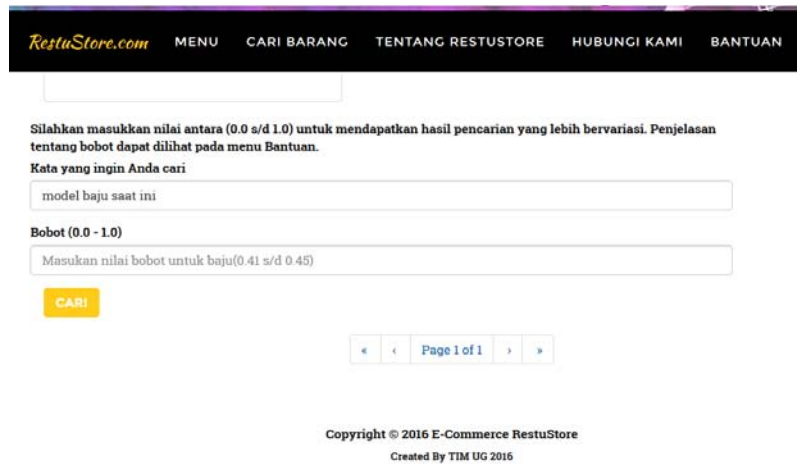 RestuStore.com MENU CARI BARANG TENTANG RESTUSTORE HUBUNGI KAMI BANTUAN
Silahkan masukkan nilai antara (0.0 s/d 1.0) untuk mendapatkan hasil pencarian yang lebih bervariasi. Penjelasan
tentang bobot dapat dilihat pada menu Bantuan.
Kata yang ingin Anda cari
model baju saat ini
Bobot (0.0 - 1.0)
Masukan nilai bobot untuk baju(0.41 s/d 0.45)
CARI
« ‹ Page 1 of 1 › »
Copyright © 2016 E-Commerce RestuStore
Created By TIM UG 2016